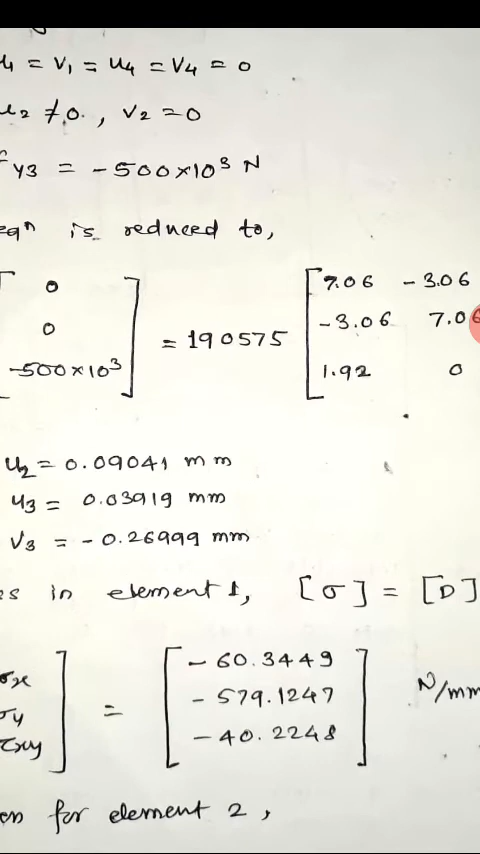 u₁ = v₁ = u₄ = v₄ = 0
u₂ ≠ 0, v₂ = 0
Y3 = -500×10³ N
eqⁿ is reduced to,
[0
0
-500×10³] = 190575 [7.06 -3.06
-3.06 7.06
1.92 0
u₂ = 0.09041 mm
u₃ = 0.03919 mm
v₃ = -0.26999 mm
es in element 1, [σ] = [D]
σx
σy
τxy] = [-60.3449
-579.1247
-40.2248] N/mm
for element 2,